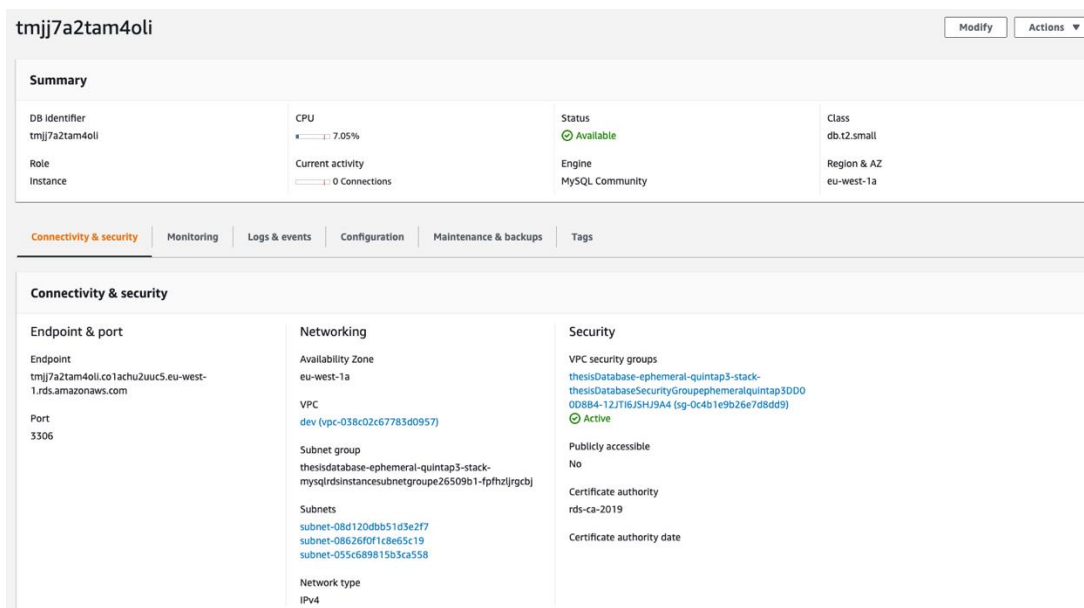 tmjj7a2tam4oli
Modify
Actions
Summary
DB identifier
tmjj7a2tam4oli
CPU
7.05%
Status
Available
Class
db.t2.small
Role
Instance
Current activity
0 Connections
Engine
MySQL Community
Region & AZ
eu-west-1a
Connectivity & security
Monitoring
Logs & events
Configuration
Maintenance & backups
Tags
Connectivity & security
Endpoint & port
Endpoint
tmjj7a2tam4oli.co1achu2uuc5.eu-west-
1.rds.amazonaws.com
Port
3306
Networking
Availability Zone
eu-west-1a
VPC
dev (vpc-038c02c67783d0957)
Subnet group
thesisdatabase-ephemeral-quintap3-stack-
mysqlrdsinstancesubnetgroupe26509b1-fpfhzljrgcbj
Subnets
subnet-08d120dbb51d3e2f7
subnet-08626f0f1c8e65c19
subnet-055c689815b3ca558
Network type
IPv4
Security
VPC security groups
thesisDatabase-ephemeral-quintap3-stack-
thesisDatabaseSecurityGroupephemeralquintap3DD0
0D8B4-12JTI6JSHJ9A4 (sg-0c4b1e9b26e7d8dd9)
Active
Publicly accessible
No
Certificate authority
rds-ca-2019
Certificate authority date